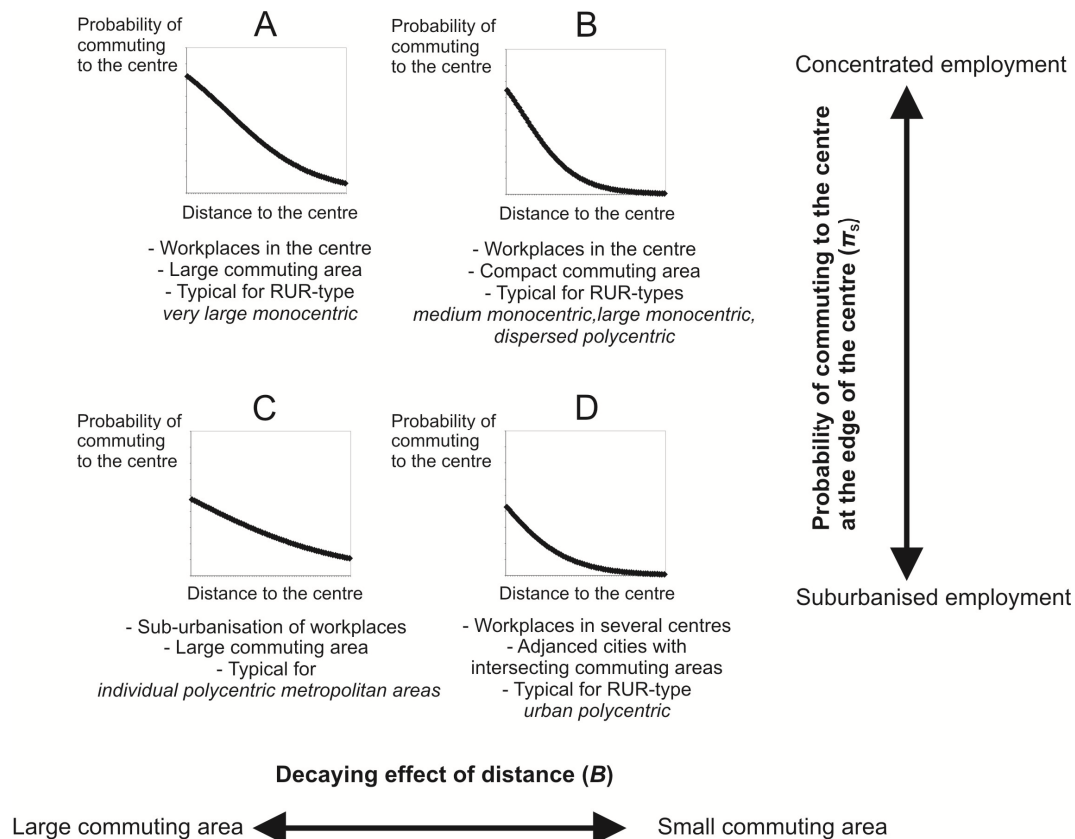 Probability of
commuting
to the centre
A
Distance to the centre
- Workplaces in the centre
- Large commuting area
- Typical for RUR-type
very large monocentric
Probability of
commuting
to the centre
B
Distance to the centre
- Workplaces in the centre
- Compact commuting area
- Typical for RUR-types
medium monocentric,large monocentric,
dispersed polycentric
Probability of
commuting
to the centre
C
Distance to the centre
- Sub-urbanisation of workplaces
- Large commuting area
- Typical for
individual polycentric metropolitan areas
Probability of
commuting
to the centre
D
Distance to the centre
- Workplaces in several centres
- Adjanced cities with
intersecting commuting areas
- Typical for RUR-type
urban polycentric
Concentrated employment
Probability of commuting to the centre
at the edge of the centre (πs)
Suburbanised employment
Decaying effect of distance (B)
Large commuting area
Small commuting area